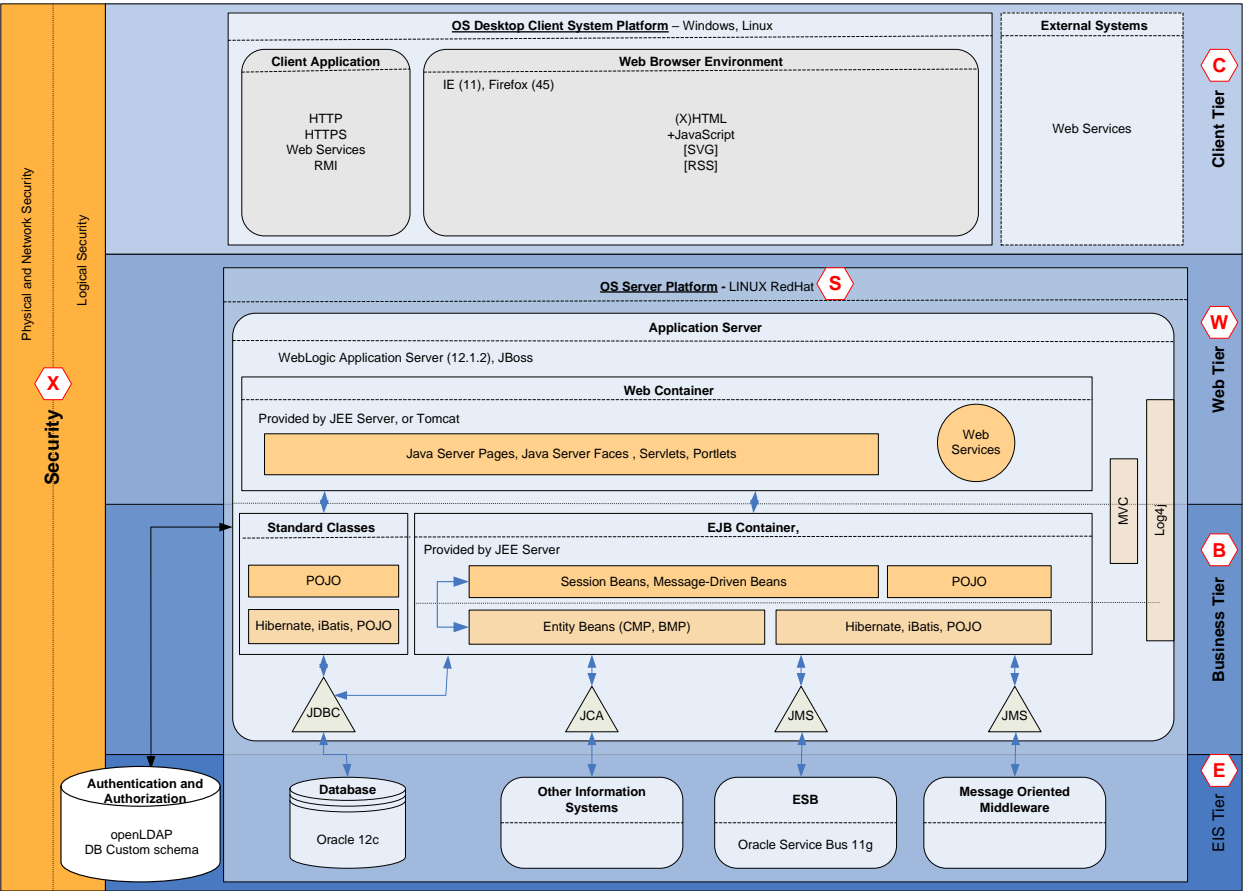 OS Desktop Client System Platform – Windows, Linux
External Systems
Client Application
Web Browser Environment
IE (11), Firefox (45)
HTTP
HTTPS
Web Services
RMI
(X)HTML
+JavaScript
[SVG]
[RSS]
Web Services
C
Client Tier
Physical and Network Security
Logical Security
X
Security
OS Server Platform - LINUX RedHat
S
Application Server
WebLogic Application Server (12.1.2), JBoss
Web Container
Provided by JEE Server, or Tomcat
Java Server Pages, Java Server Faces , Servlets, Portlets
Web
Services
W
Web Tier
MVC
Log4j
Standard Classes
POJO
Hibernate, iBatis, POJO
EJB Container,
Provided by JEE Server
Session Beans, Message-Driven Beans
POJO
Entity Beans (CMP, BMP)
Hibernate, iBatis, POJO
B
Business Tier
JDBC
JCA
JMS
JMS
Authentication and
Authorization
openLDAP
DB Custom schema
Database
Oracle 12c
Other Information
Systems
ESB
Oracle Service Bus 11g
Message Oriented
Middleware
E
EIS Tier